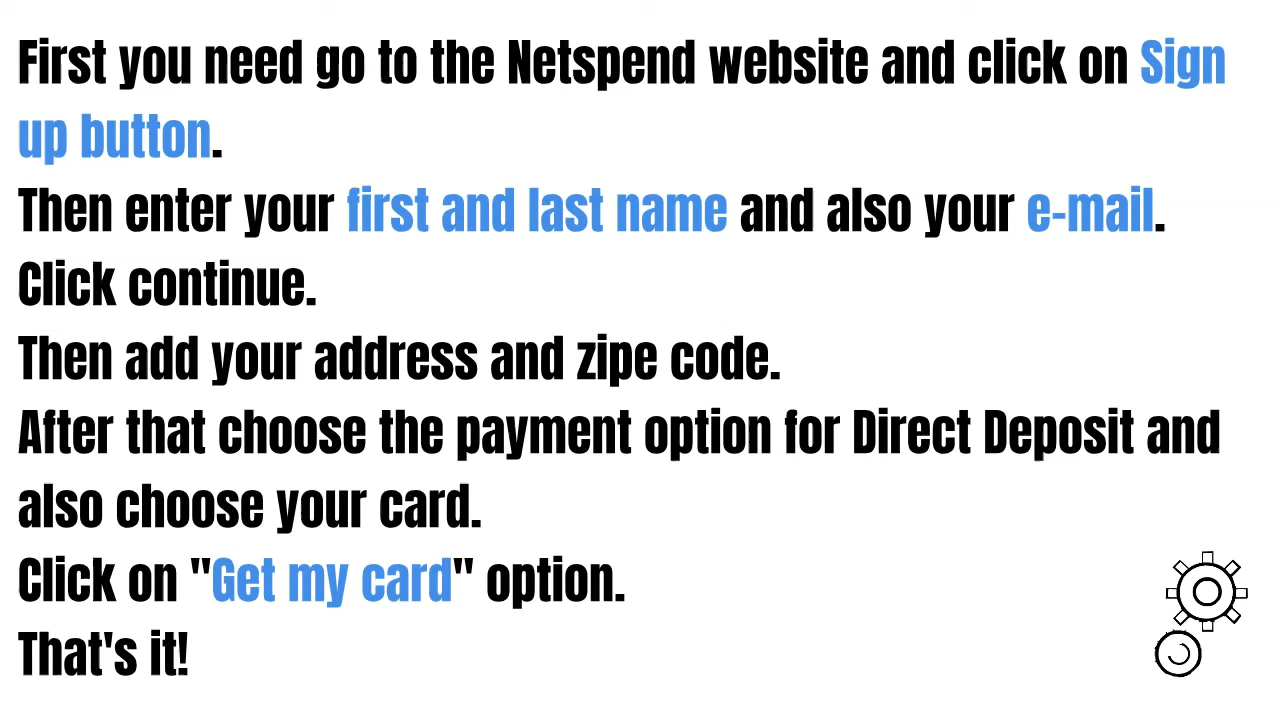 First you need go to the Netspend website and click on Sign
up button.
Then enter your first and last name and also your e-mail.
Click continue.
Then add your address and zipe code.
After that choose the payment option for Direct Deposit and
also choose your card.
Click on "Get my card" option.
That's it!